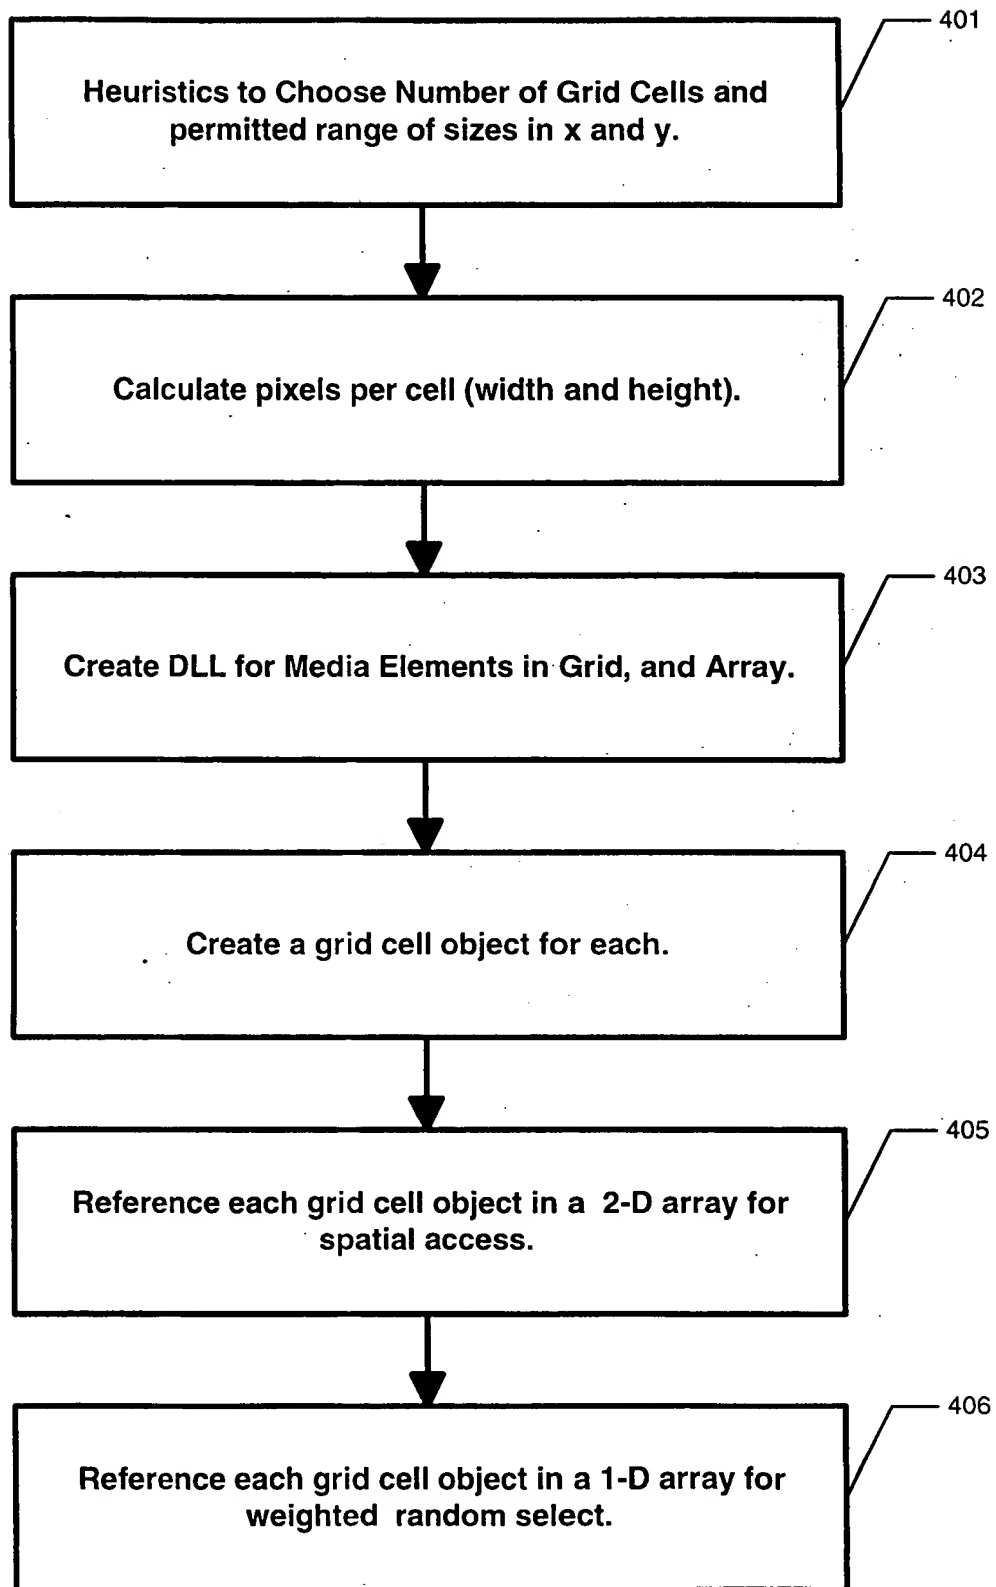 401
Heuristics to Choose Number of Grid Cells and
permitted range of sizes in x and y.
402
Calculate pixels per cell (width and height).
403
Create DLL for Media Elements in Grid, and Array.
404
Create a grid cell object for each.
405
Reference each grid cell object in a 2-D array for
spatial access.
406
Reference each grid cell object in a 1-D array for
weighted random select.